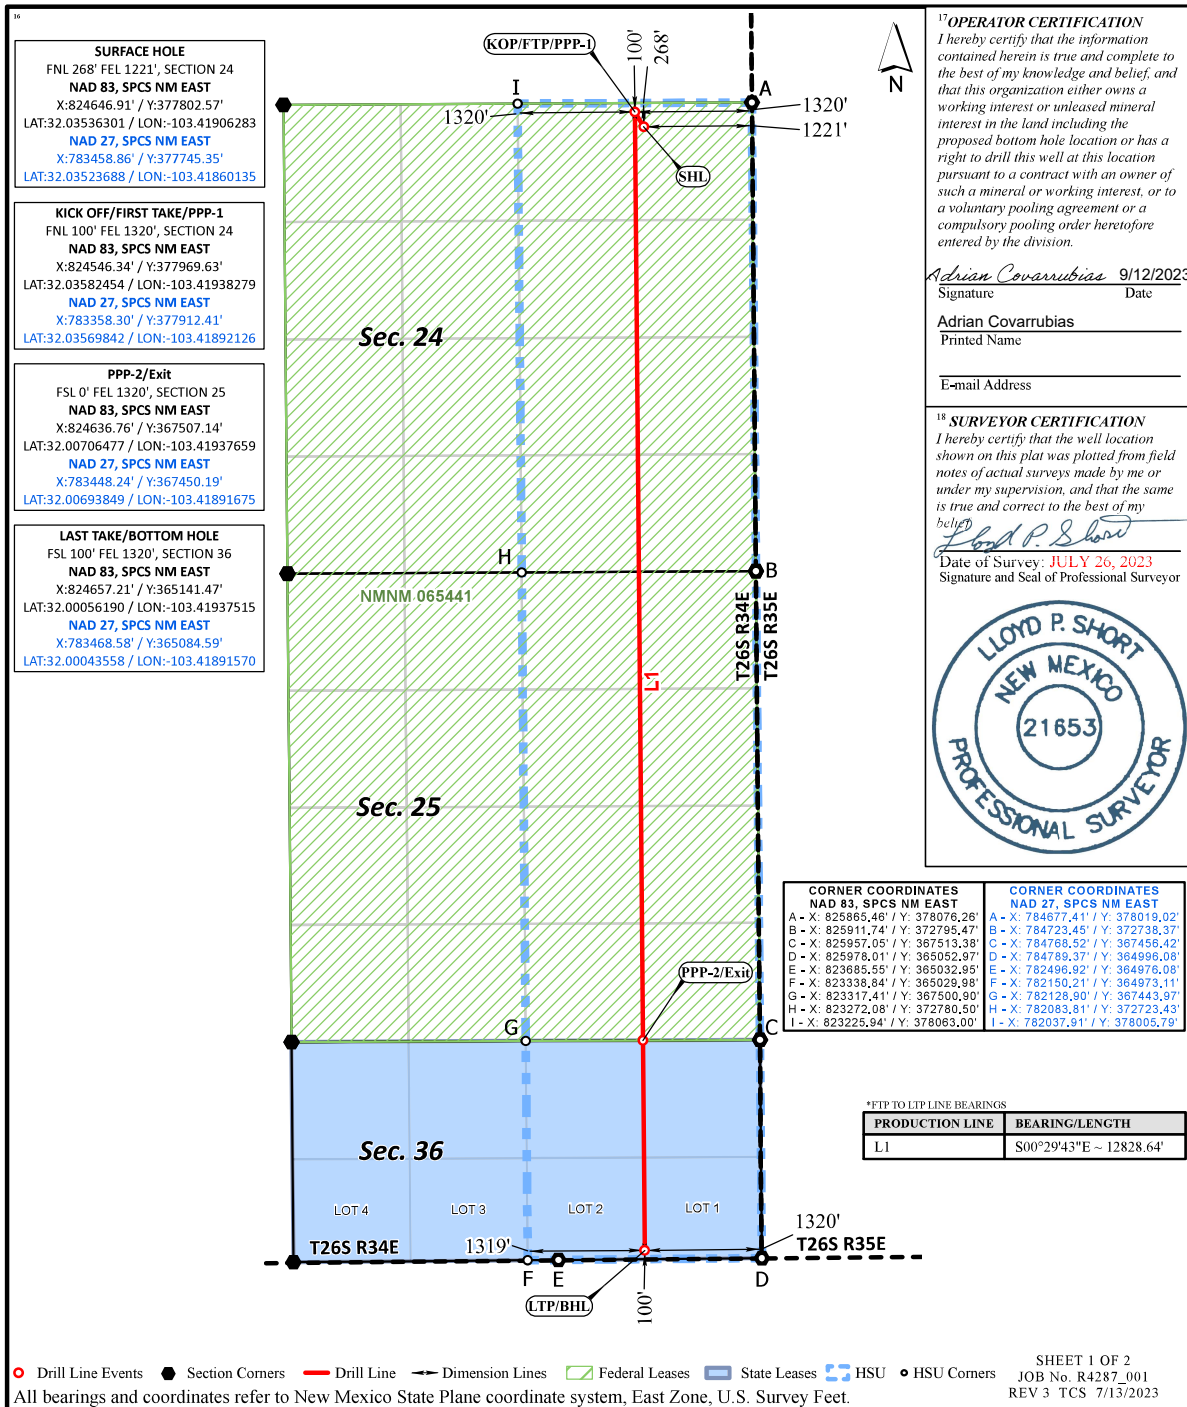 16
SURFACE HOLE
FNL 268' FEL 1221', SECTION 24
NAD 83, SPCS NM EAST
X:824646.91' / Y:377802.57'
LAT:32.03536301 / LON:-103.41906283
NAD 27, SPCS NM EAST
X:783458.86' / Y:377745.35'
LAT:32.03523688 / LON:-103.41860135
KICK OFF/FIRST TAKE/PPP-1
FNL 100' FEL 1320', SECTION 24
NAD 83, SPCS NM EAST
X:824546.34' / Y:377969.63'
LAT:32.03582454 / LON:-103.41938279
NAD 27, SPCS NM EAST
X:783358.30' / Y:377912.41'
LAT:32.03569842 / LON:-103.41892126
PPP-2/Exit
FSL 0' FEL 1320', SECTION 25
NAD 83, SPCS NM EAST
X:824636.76' / Y:367507.14'
LAT:32.00706477 / LON:-103.41937659
NAD 27, SPCS NM EAST
X:783448.24' / Y:367450.19'
LAT:32.00693849 / LON:-103.41891675
LAST TAKE/BOTTOM HOLE
FSL 100' FEL 1320', SECTION 36
NAD 83, SPCS NM EAST
X:824657.21' / Y:365141.47'
LAT:32.00056190 / LON:-103.41937515
NAD 27, SPCS NM EAST
X:783468.58' / Y:365084.59'
LAT:32.00043558 / LON:-103.41891570
KOP/FTP/PPP-1
100'
268'
N
I
A
1320'
1320'
1221'
SHL
Sec. 24
H
B
NMNM 065441
T26S R34E
T26S R35E
L1
Sec. 25
PPP-2/Exit
G
C
Sec. 36
LOT 4
LOT 3
LOT 2
LOT 1
T26S R34E
1319'
1320'
T26S R35E
F
E
D
LTP/BHL
100'
17 OPERATOR CERTIFICATION
I hereby certify that the information
contained herein is true and complete to
the best of my knowledge and belief, and
that this organization either owns a
working interest or unleased mineral
interest in the land including the
proposed bottom hole location or has a
right to drill this well at this location
pursuant to a contract with an owner of
such a mineral or working interest, or to
a voluntary pooling agreement or a
compulsory pooling order heretofore
entered by the division.
Adrian Covarrubias 9/12/2023
Signature Date
Adrian Covarrubias
Printed Name
E-mail Address
18 SURVEYOR CERTIFICATION
I hereby certify that the well location
shown on this plat was plotted from field
notes of actual surveys made by me or
under my supervision, and that the same
is true and correct to the best of my
belief.
Lloyd P. Short
Date of Survey: JULY 26, 2023
Signature and Seal of Professional Surveyor
LLOYD P. SHORT
NEW MEXICO
21653
PROFESSIONAL SURVEYOR
CORNER COORDINATES
NAD 83, SPCS NM EAST
A - X: 825865.46' / Y: 378076.26'
B - X: 825911.74' / Y: 372795.47'
C - X: 825957.05' / Y: 367513.38'
D - X: 825978.01' / Y: 365052.97'
E - X: 823685.55' / Y: 365032.95'
F - X: 823338.84' / Y: 365029.98'
G - X: 823317.41' / Y: 367500.90'
H - X: 823272.08' / Y: 372780.50'
I - X: 823225.94' / Y: 378063.00'
CORNER COORDINATES
NAD 27, SPCS NM EAST
A - X: 784677.41' / Y: 378019.02'
B - X: 784723.45' / Y: 372738.37'
C - X: 784768.52' / Y: 367456.42'
D - X: 784789.37' / Y: 364996.08'
E - X: 782496.92' / Y: 364976.08'
F - X: 782150.21' / Y: 364973.11'
G - X: 782128.90' / Y: 367443.97'
H - X: 782083.81' / Y: 372723.43'
I - X: 782037.91' / Y: 378005.79'
*FTP TO LTP LINE BEARINGS
PRODUCTION LINE BEARING/LENGTH
L1 S00°29'43"E ~ 12828.64'
Drill Line Events Section Corners Drill Line Dimension Lines Federal Leases State Leases HSU HSU Corners
All bearings and coordinates refer to New Mexico State Plane coordinate system, East Zone, U.S. Survey Feet.
SHEET 1 OF 2
JOB No. R4287_001
REV 3 TCS 7/13/2023